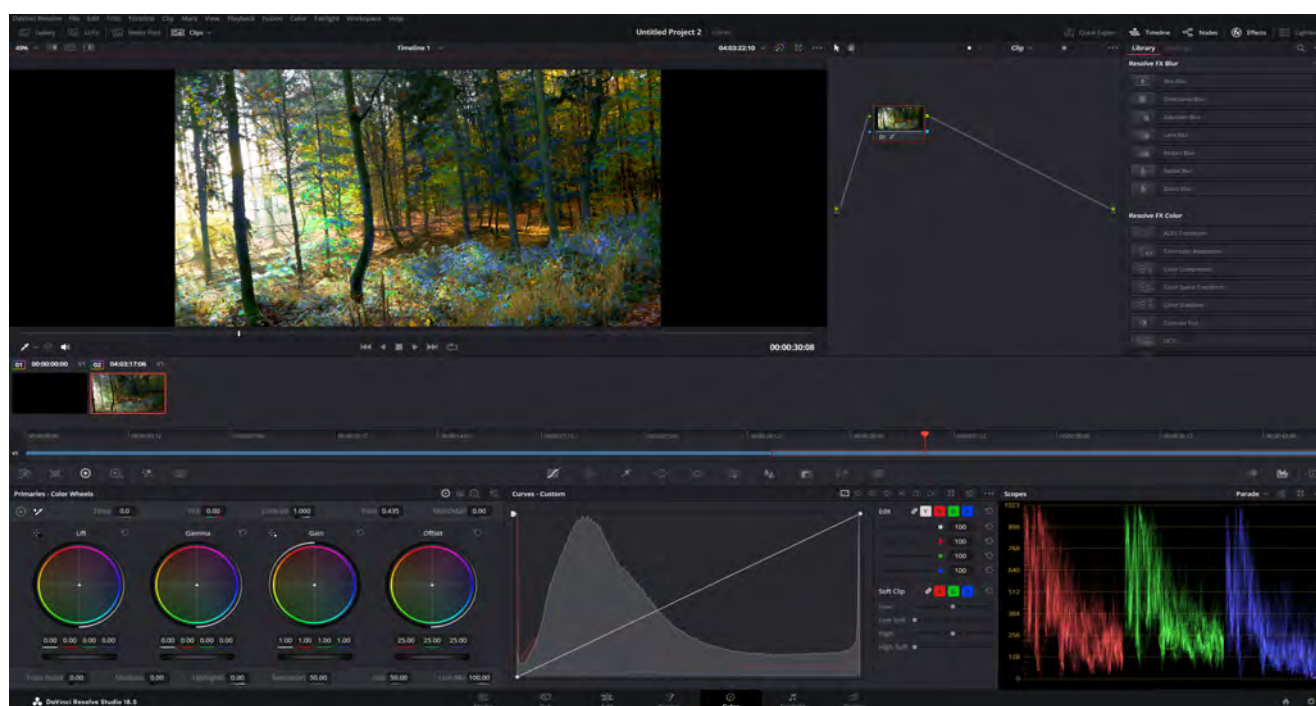 DaVinci Resolve File Edit Trim Timeline Clip Mark View Playback Fusion Color Fairlight Workspace Help
Gallery LUTs Media Pool Clips Untitled Project 2 Edited Quick Export Timeline Nodes Effects
49% Timeline 1 04:03:22:10 Clip Library Settings
Resolve FX Blur
Box Blur
Directional Blur
Gaussian Blur
Lens Blur
Mosaic Blur
Radial Blur
Zoom Blur
Resolve FX Color
ACES Transform
Chromatic Adaptation
Color Compressor
Color Space Transform
Color Stabilizer
Contrast Pop
DCTL
00:00:30:08
01 00:00:00:00 V1 02 04:03:17:06 V1
V1
Primaries - Color Wheels Curves - Custom Scopes Parade
Temp 0.0 Tint 0.00 Contrast 1.000 Pivot 0.435 Mid/Detail 0.00
Lift Gamma Gain Offset
0.00 0.00 0.00 0.00 0.00 0.00 0.00 0.00 1.00 1.00 1.00 1.00 25.00 25.00 25.00
Color Boost 0.00 Shadows 0.00 Highlights 0.00 Saturation 50.00 Hue 50.00 Lum Mix 100.00
Edit Y R G B
100
100
100
100
Soft Clip R G B
Low
Low Soft
High
High Soft
1023
896
768
640
512
384
256
128
0
DaVinci Resolve Studio 18.5 Color